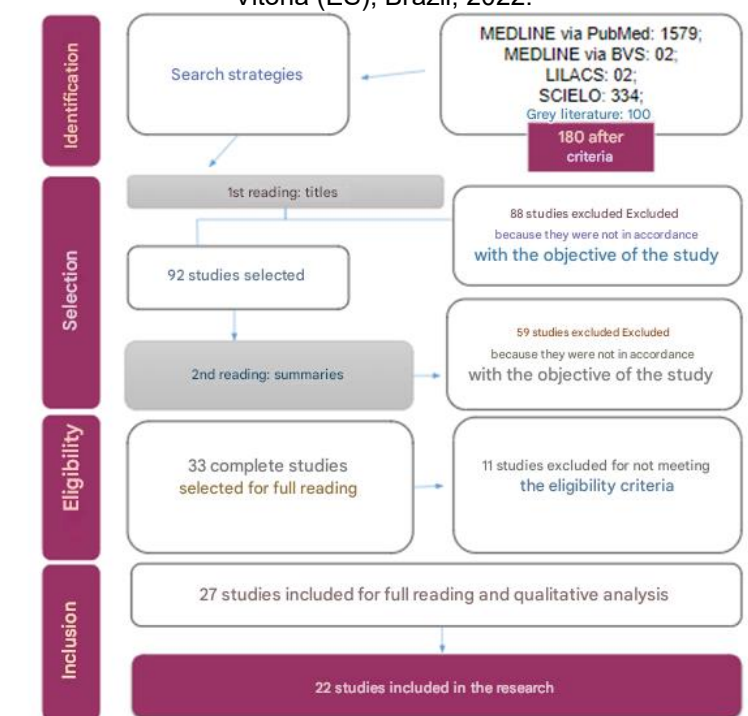 Vitória (ES), Brazil, 2022.
Identification
Search strategies
MEDLINE via PubMed: 1579;
MEDLINE via BVS: 02;
LILACS: 02;
SCIELO: 334;
Grey literature: 100
180 after
criteria
Selection
1st reading: titles
88 studies excluded Excluded
because they were not in accordance
with the objective of the study
92 studies selected
59 studies excluded Excluded
because they were not in accordance
with the objective of the study
2nd reading: summaries
Eligibility
33 complete studies
selected for full reading
11 studies excluded for not meeting
the eligibility criteria
Inclusion
27 studies included for full reading and qualitative analysis
22 studies included in the research